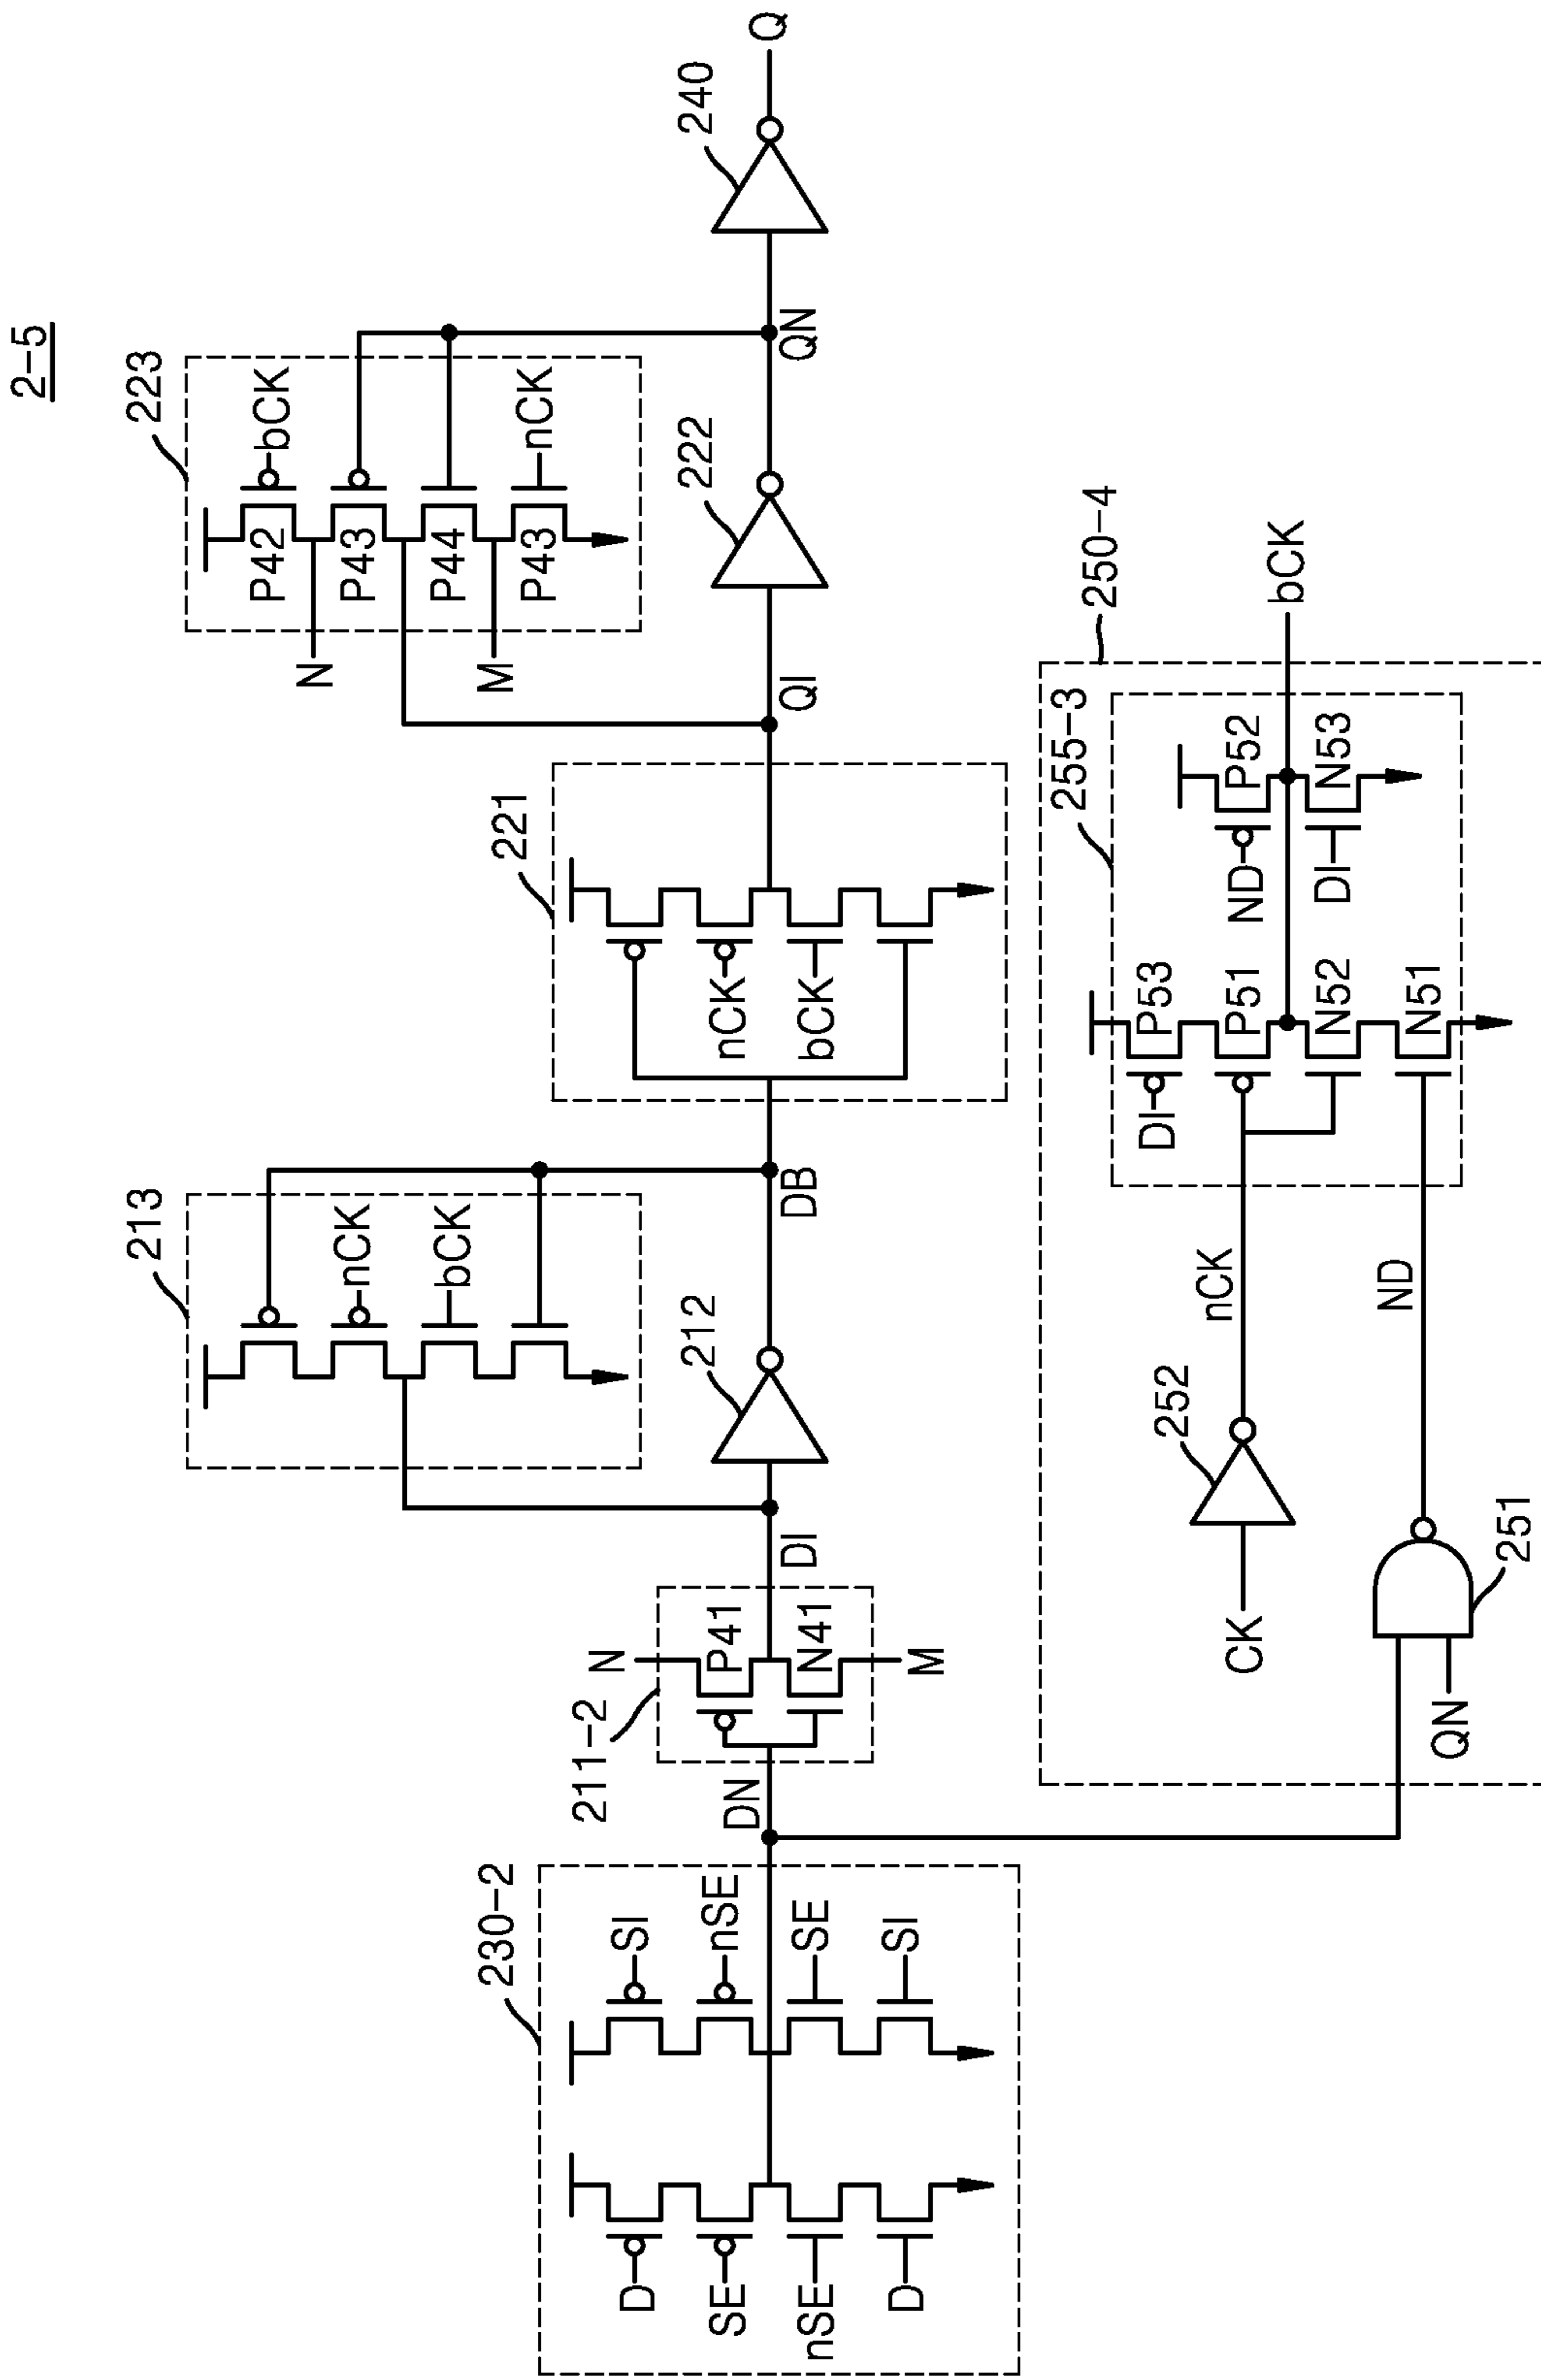 2-5
230-2
D
SE
nSE
D
SI
nSE
SE
SI
DN
211-2
N
P41
N41
M
DI
212
213
nCK
bCK
DB
221
nCK
bCK
QI
222
223
N
M
P42
P43
P44
P43
bCK
nCK
QN
240
Q
250-4
CK
252
nCK
QN
251
ND
255-3
DI
P53
P51
N52
N51
ND
DI
P52
N53
bCK